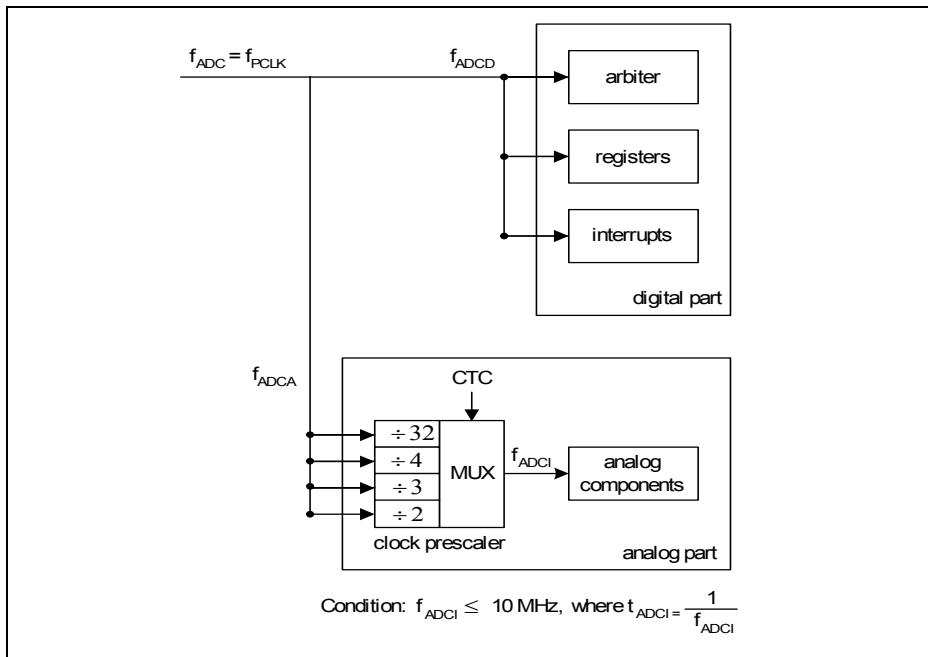 f_ADC = f_PCLK
f_ADCD
arbiter
registers
interrupts
digital part
f_ADCA
CTC
÷ 32
÷ 4
÷ 3
÷ 2
MUX
f_ADCI
analog
components
clock prescaler
analog part
Condition: f_ADCI ≤ 10 MHz, where t_ADCI = 1 / f_ADCI